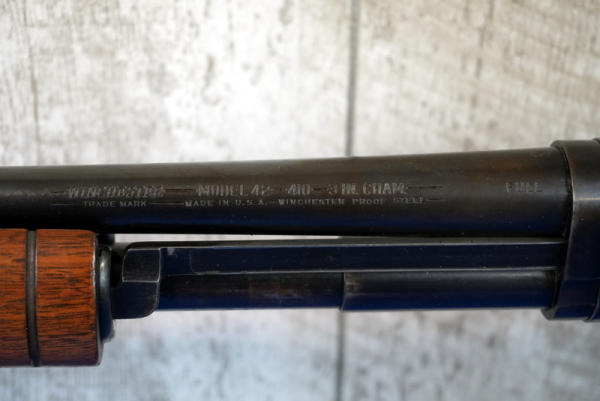 —WINCHESTER— —MODEL 42- -410- -3 IN. CHAM.— FULL
—TRADE MARK —MADE IN U.S.A.—WINCHESTER PROOF STEEL—